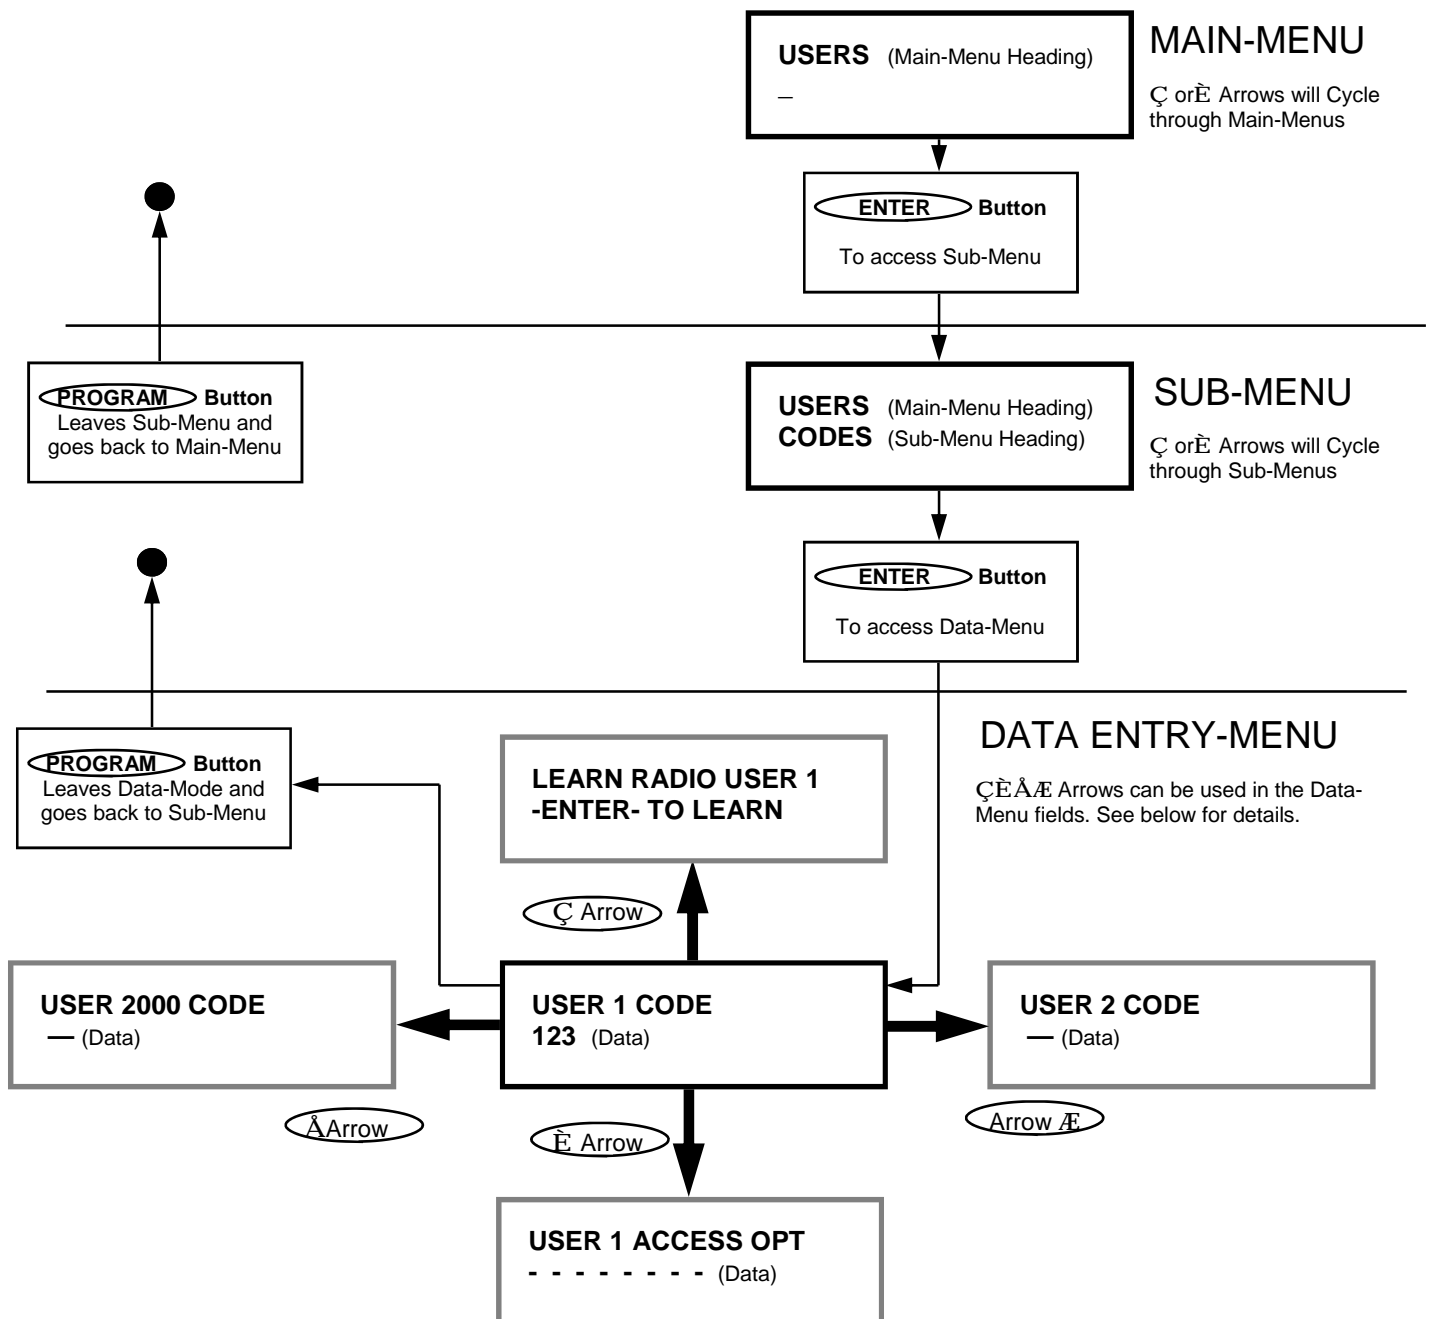 USERS (Main-Menu Heading)
–
MAIN-MENU
Ç orÈ Arrows will Cycle
through Main-Menus
ENTER Button
To access Sub-Menu
PROGRAM Button
Leaves Sub-Menu and
goes back to Main-Menu
USERS (Main-Menu Heading)
CODES (Sub-Menu Heading)
SUB-MENU
Ç orÈ Arrows will Cycle
through Sub-Menus
ENTER Button
To access Data-Menu
PROGRAM Button
Leaves Data-Mode and
goes back to Sub-Menu
LEARN RADIO USER 1
-ENTER- TO LEARN
DATA ENTRY-MENU
ÇÈÅÆ Arrows can be used in the Data-
Menu fields. See below for details.
Ç Arrow
USER 2000 CODE
— (Data)
USER 1 CODE
123 (Data)
USER 2 CODE
— (Data)
ÅArrow
È Arrow
Arrow Æ
USER 1 ACCESS OPT
- - - - - - - - (Data)